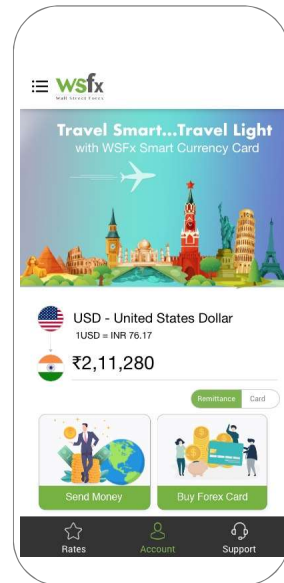 wsfx
Wall Street Forex
Travel Smart...Travel Light
with WSFx Smart Currency Card
USD - United States Dollar
1USD = INR 76.17
₹2,11,280
Remittance Card
Send Money Buy Forex Card
Rates Account Support